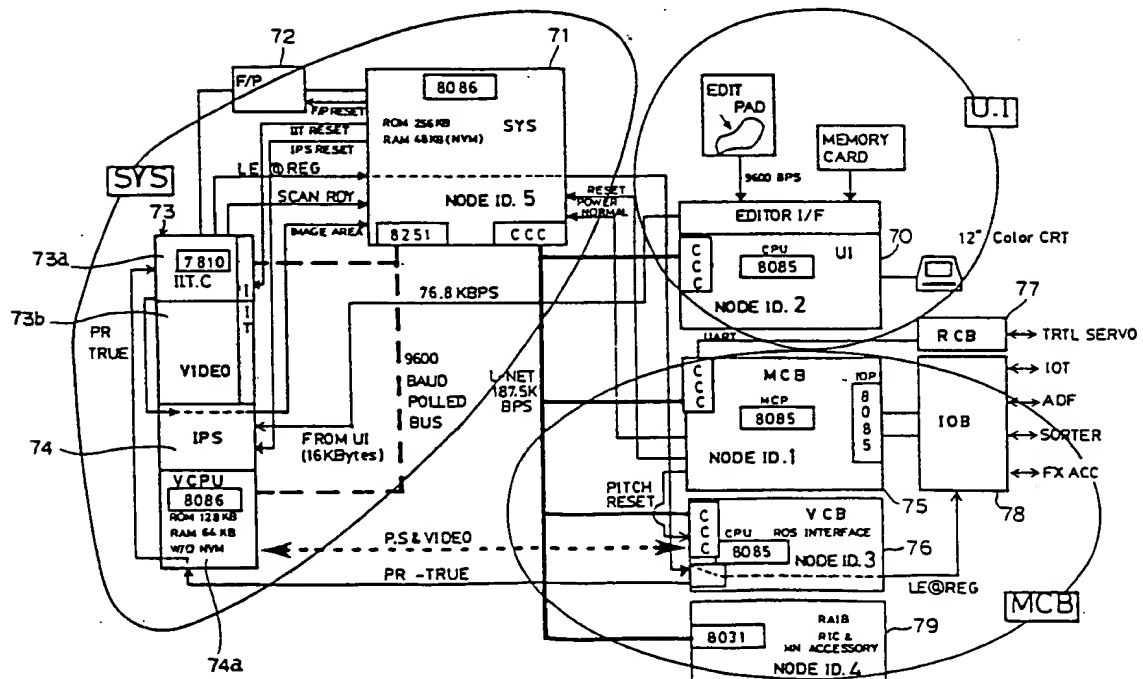 72
F/P
71
8086
F/P RESET
IIT RESET
IPS RESET
ROM 256 KB
RAM 48 KB (NVM)
SYS
LE@REG
SCAN RDY
IMAGE AREA
NODE ID. 5
8251
CCC
SYS
RESET
POWER
NORMAL
EDIT
PAD
MEMORY
CARD
U.I
9600 BPS
EDITOR I/F
70
CCC
CPU
8085
UI
NODE ID. 2
12" Color CRT
73
73a
7810
IIT.C
IIT
73b
VIDEO
PR
TRUE
74
IPS
VCPU
8086
ROM 128 KB
RAM 64 KB
W/O NVM
74a
76.8 KBPS
FROM UI
(16KBytes)
9600
BAUD
POLLED
BUS
L-NET
187.5K
BPS
UART
77
RCB
TRTL SERVO
CCC
MCB
MCP
8085
IOP
8085
NODE ID. 1
75
IOB
78
IOT
ADF
SORTER
FX ACC
PITCH
RESET
CCC
VCB
CPU
ROS INTERFACE
8085
NODE ID. 3
76
P.S & VIDEO
PR - TRUE
LE@REG
MCB
8031
RAIB
RIC &
MN ACCESSORY
NODE ID. 4
79